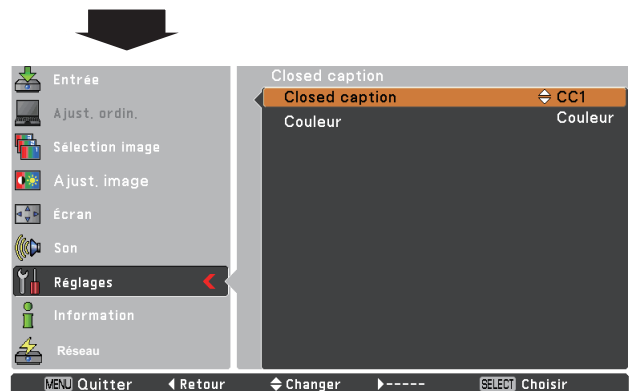 Entrée
Ajust. ordin.
Sélection image
Ajust. image
Écran
Son
Réglages
Information
Réseau
Closed caption
Closed caption CC1
Couleur Couleur
MENU Quitter Retour Changer ----- SELECT Choisir